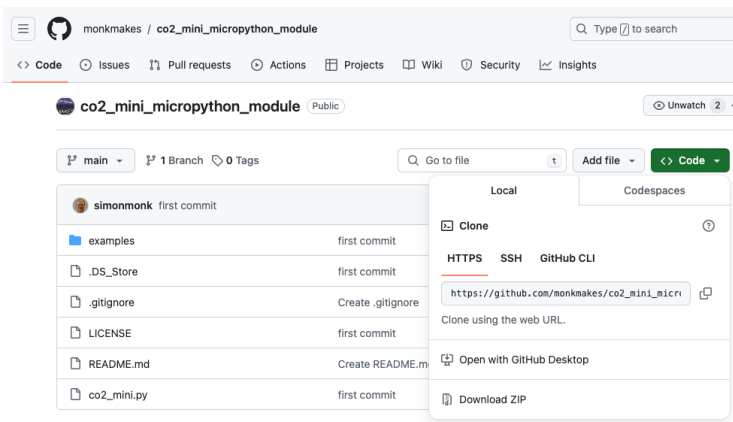 monkmakes / co2_mini_micropython_module
Type / to search
<> Code Issues Pull requests Actions Projects Wiki Security Insights
co2_mini_micropython_module Public
Unwatch 2
main 1 Branch 0 Tags Go to file t Add file <> Code
Local Codespaces
simonmonk first commit
Clone
HTTPS SSH GitHub CLI
examples first commit
.DS_Store first commit
https://github.com/monkmakes/co2_mini_micr
.gitignore Create .gitignore
Clone using the web URL.
LICENSE first commit
README.md Create README.m
Open with GitHub Desktop
co2_mini.py first commit
Download ZIP